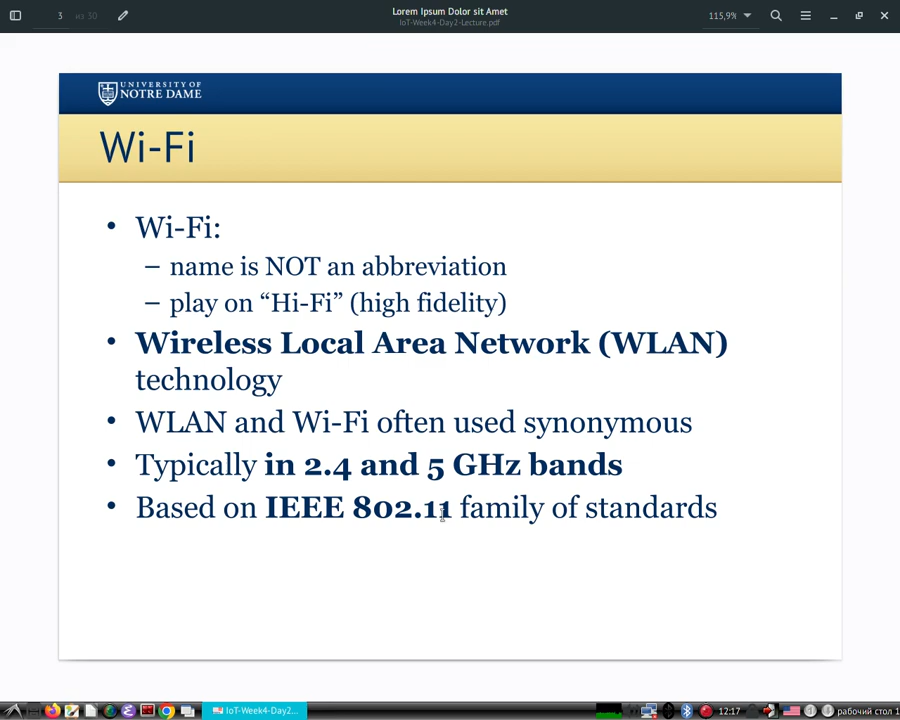 3 из 30
Lorem Ipsum Dolor sit Amet
IoT-Week4-Day2-Lecture.pdf
115,9%
UNIVERSITY OF
NOTRE DAME
Wi-Fi
• Wi-Fi:
– name is NOT an abbreviation
– play on “Hi-Fi” (high fidelity)
• Wireless Local Area Network (WLAN)
technology
• WLAN and Wi-Fi often used synonymous
• Typically in 2.4 and 5 GHz bands
• Based on IEEE 802.11 family of standards
IoT-Week4-Day2...
12:17
рабочий стол 1